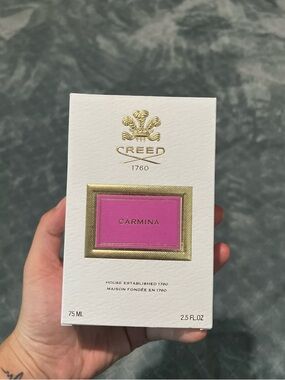 CREED
1760
CARMINA
HOUSE ESTABLISHED 1760
MAISON FONDÉE EN 1760
75 ML 2.5 FL.OZ